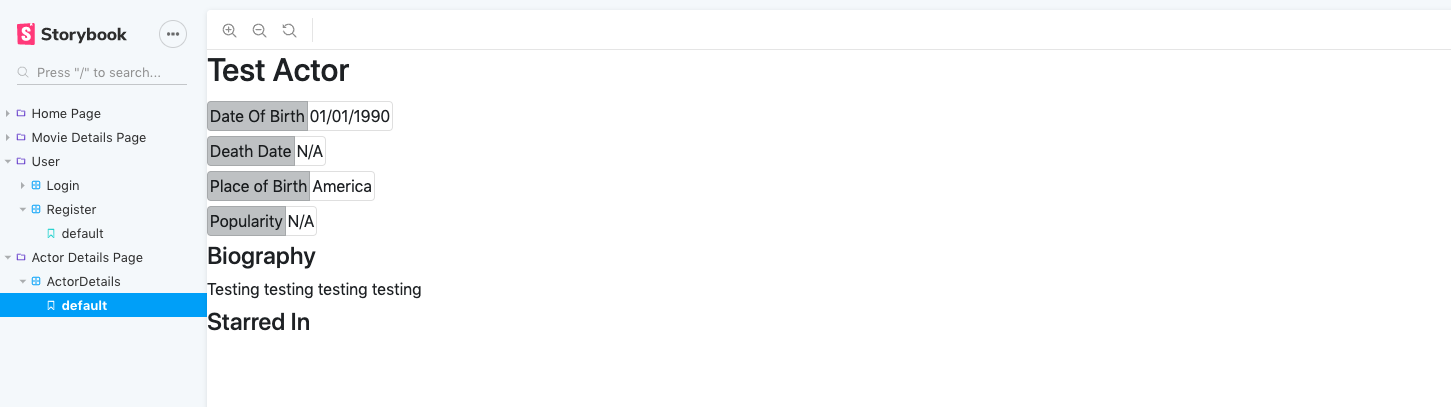 Storybook
Press "/" to search...
Home Page
Movie Details Page
User
Login
Register
default
Actor Details Page
ActorDetails
default
Test Actor
Date Of Birth 01/01/1990
Death Date N/A
Place of Birth America
Popularity N/A
Biography
Testing testing testing testing
Starred In